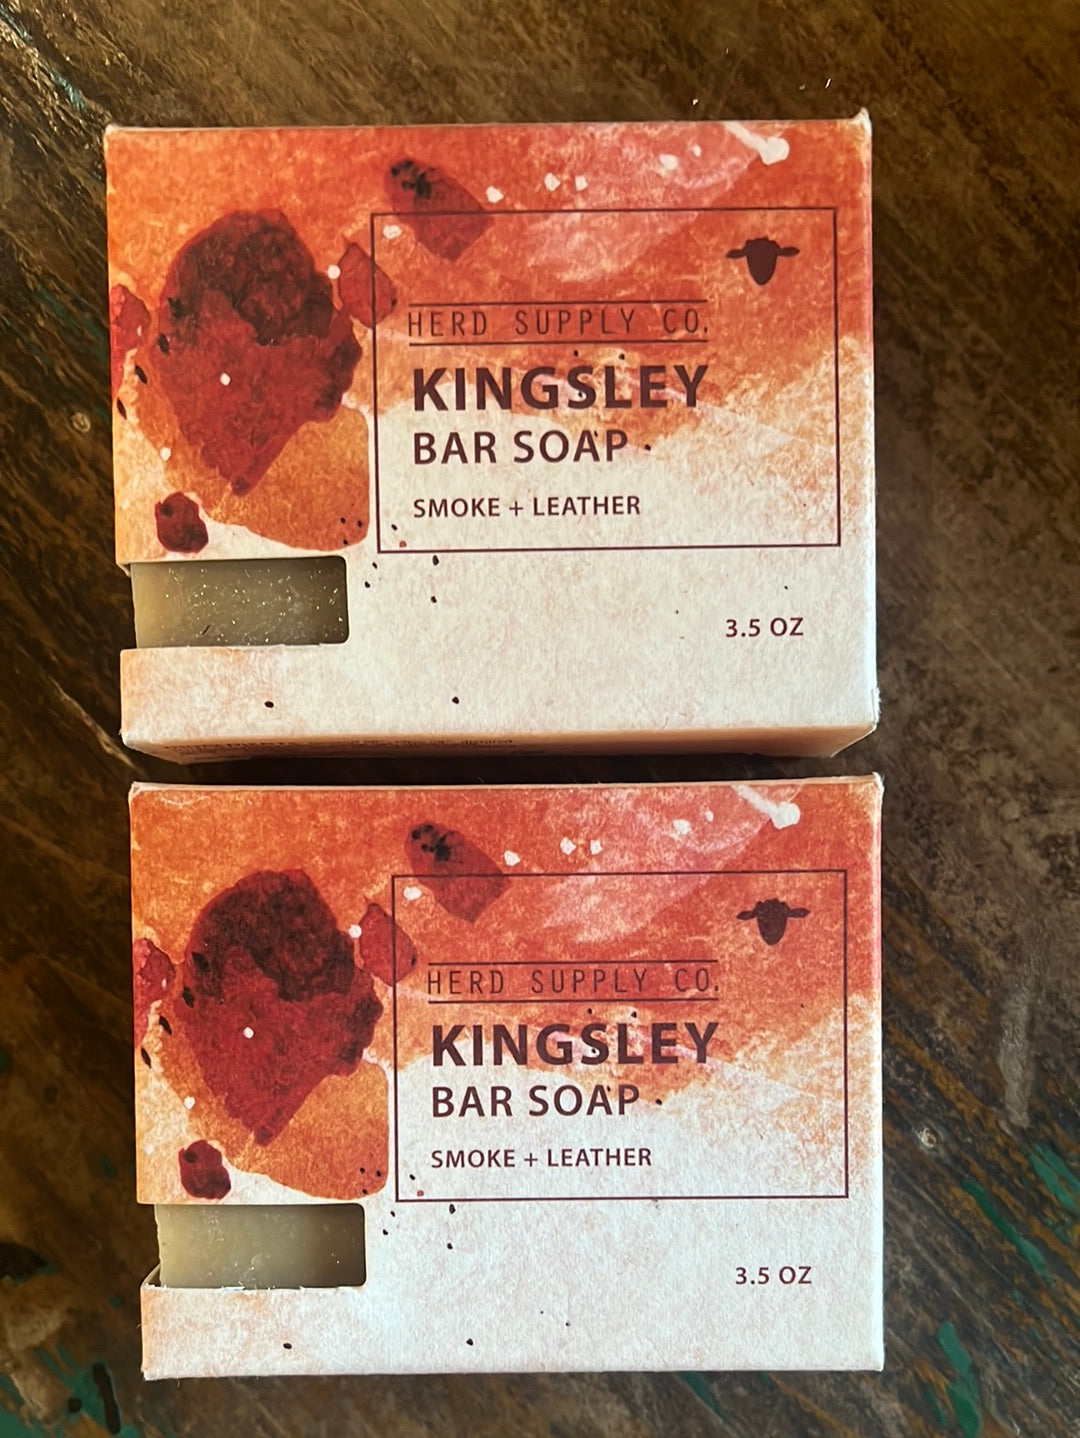 HERD SUPPLY CO.
KINGSLEY
BAR SOAP
SMOKE + LEATHER
3.5 OZ
HERD SUPPLY CO.
KINGSLEY
BAR SOAP
SMOKE + LEATHER
3.5 OZ